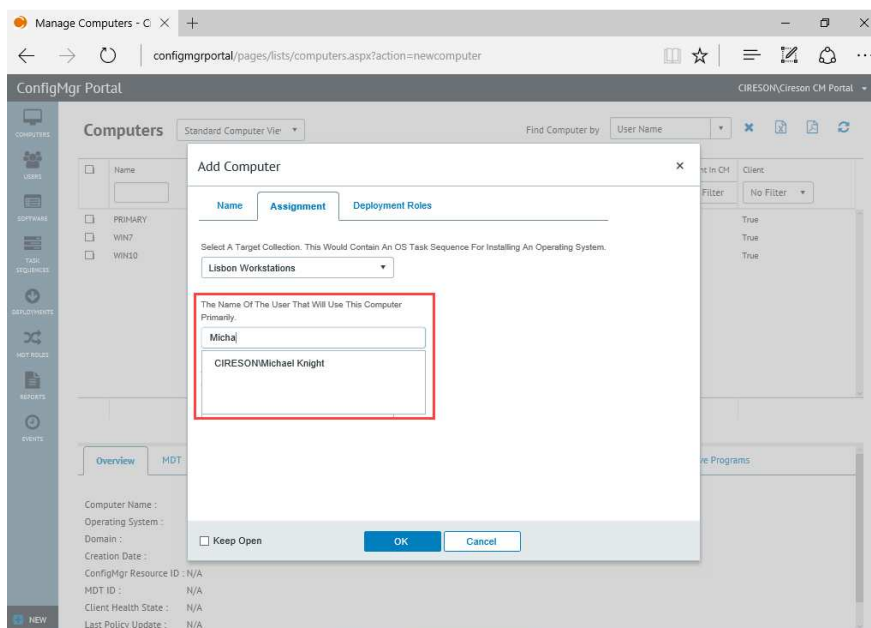 Manage Computers - C
configmgrportal/pages/lists/computers.aspx?action=newcomputer
ConfigMgr Portal
CIRESON\Cireson CM Portal
COMPUTERS
USERS
SOFTWARE
TASK
SEQUENCES
DEPLOYMENTS
MDT ROLES
REPORTS
EVENTS
NEW
Computers
Standard Computer Vie
Find Computer by
User Name
Name
nt In CM
Client
Filter
No Filter
PRIMARY
True
WIN7
True
WIN10
True
Add Computer
Name
Assignment
Deployment Roles
Select A Target Collection. This Would Contain An OS Task Sequence For Installing An Operating System.
Lisbon Workstations
The Name Of The User That Will Use This Computer
Primarily.
Micha
CIRESON\Michael Knight
Keep Open
OK
Cancel
Overview
MDT
ve Programs
Computer Name :
Operating System :
Domain :
Creation Date :
ConfigMgr Resource ID : N/A
MDT ID : N/A
Client Health State : N/A
Last Policy Update : N/A